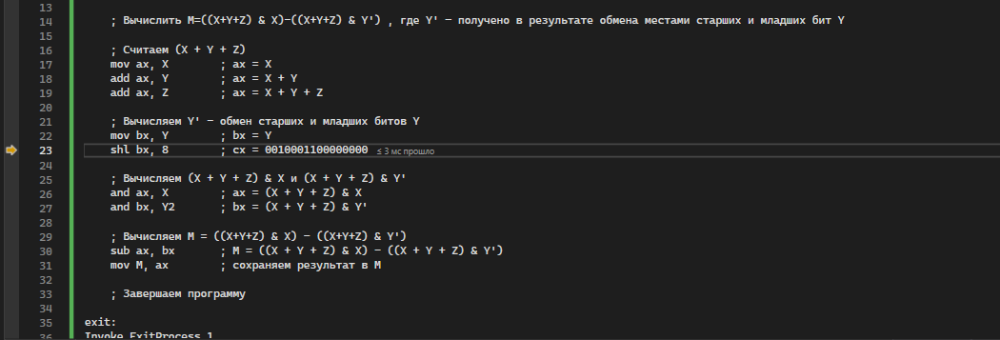 13
14 ; Вычислить M=((X+Y+Z) & X)-((X+Y+Z) & Y') , где Y' - получено в результате обмена местами старших и младших бит Y
15
16 ; Считаем (X + Y + Z)
17 mov ax, X ; ax = X
18 add ax, Y ; ax = X + Y
19 add ax, Z ; ax = X + Y + Z
20
21 ; Вычисляем Y' - обмен старших и младших битов Y
22 mov bx, Y ; bx = Y
23 shl bx, 8 ; cx = 0010001100000000 ≤ 3 мс прошло
24
25 ; Вычисляем (X + Y + Z) & X и (X + Y + Z) & Y'
26 and ax, X ; ax = (X + Y + Z) & X
27 and bx, Y2 ; bx = (X + Y + Z) & Y'
28
29 ; Вычисляем M = ((X+Y+Z) & X) - ((X+Y+Z) & Y')
30 sub ax, bx ; M = ((X + Y + Z) & X) - ((X + Y + Z) & Y')
31 mov M, ax ; сохраняем результат в M
32
33 ; Завершаем программу
34
35 exit:
36 Invoke ExitProcess 1